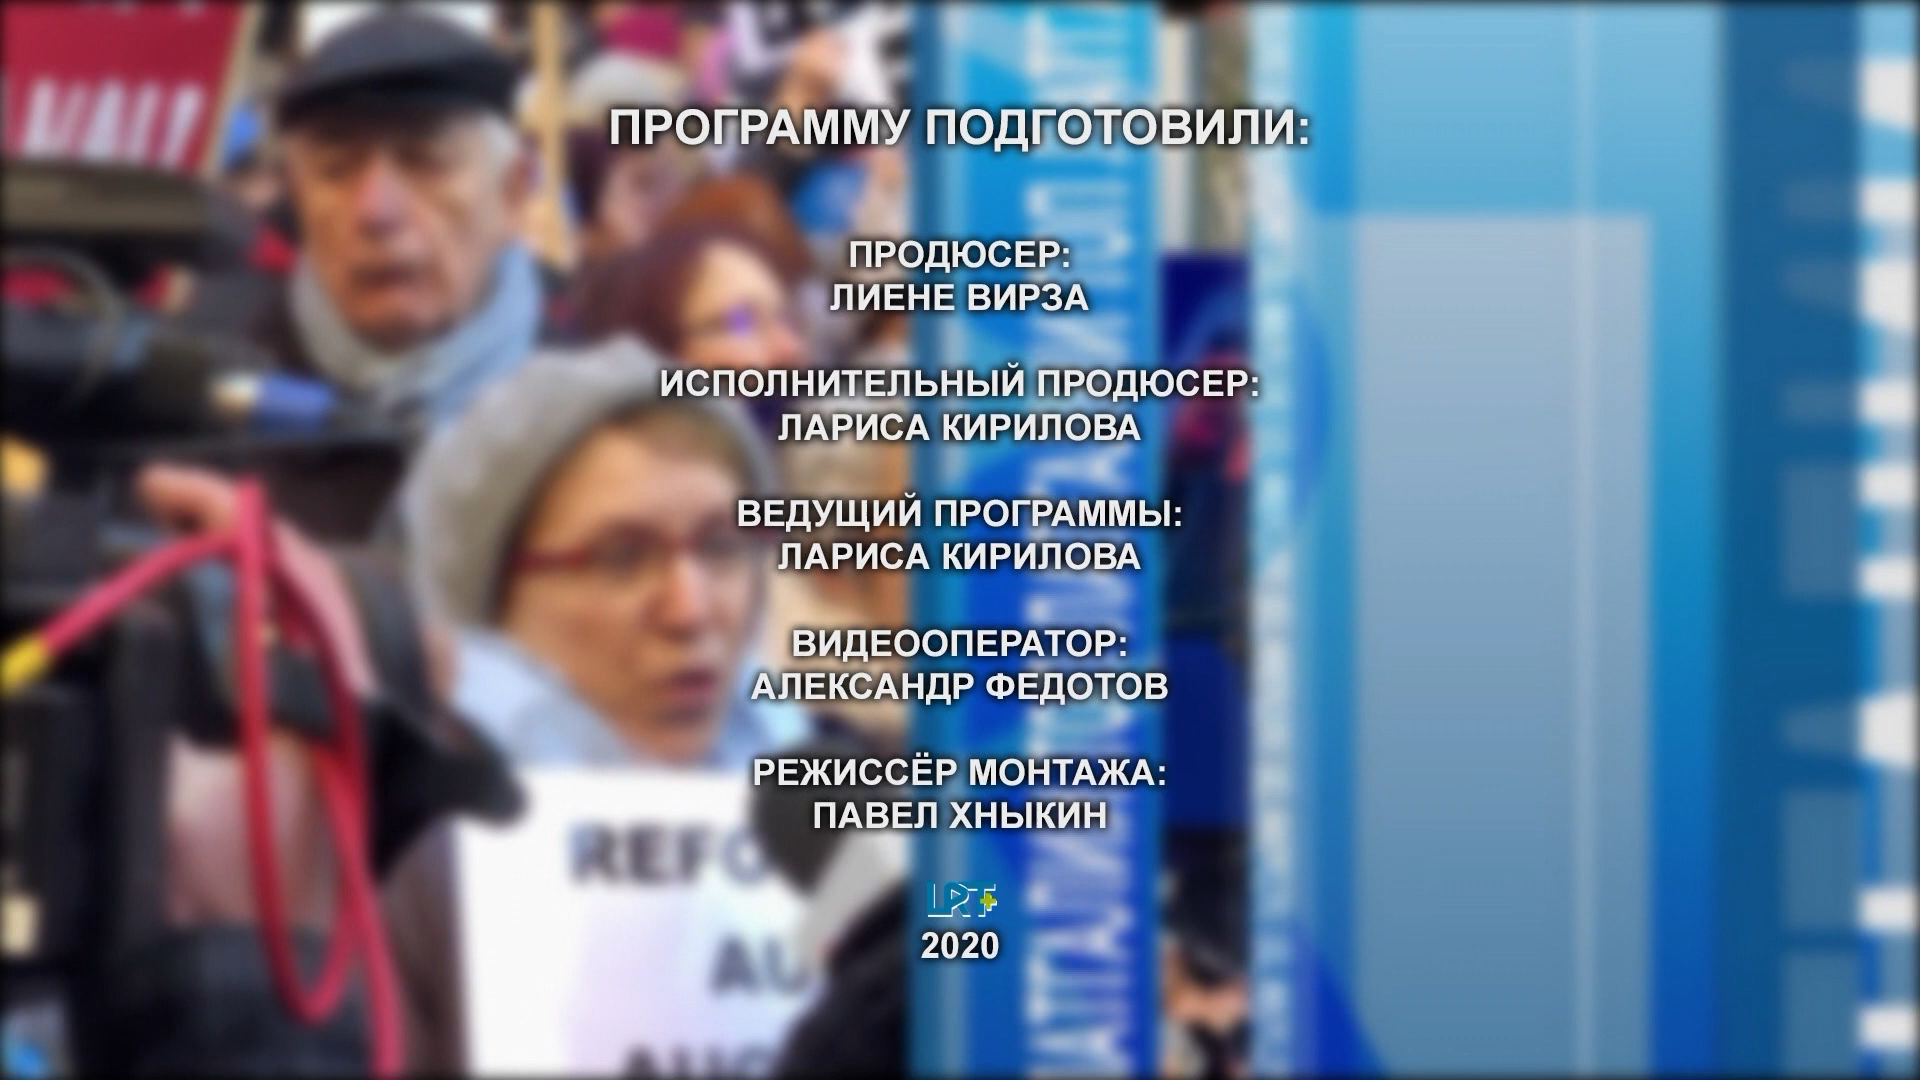 ПРОГРАММУ ПОДГОТОВИЛИ:
ПРОДЮСЕР:
ЛИЕНЕ ВИРЗА
ИСПОЛНИТЕЛЬНЫЙ ПРОДЮСЕР:
ЛАРИСА КИРИЛОВА
ВЕДУЩИЙ ПРОГРАММЫ:
ЛАРИСА КИРИЛОВА
ВИДЕООПЕРАТОР:
АЛЕКСАНДР ФЕДОТОВ
РЕЖИССЁР МОНТАЖА:
ПАВЕЛ ХНЫКИН
LRT+
2020